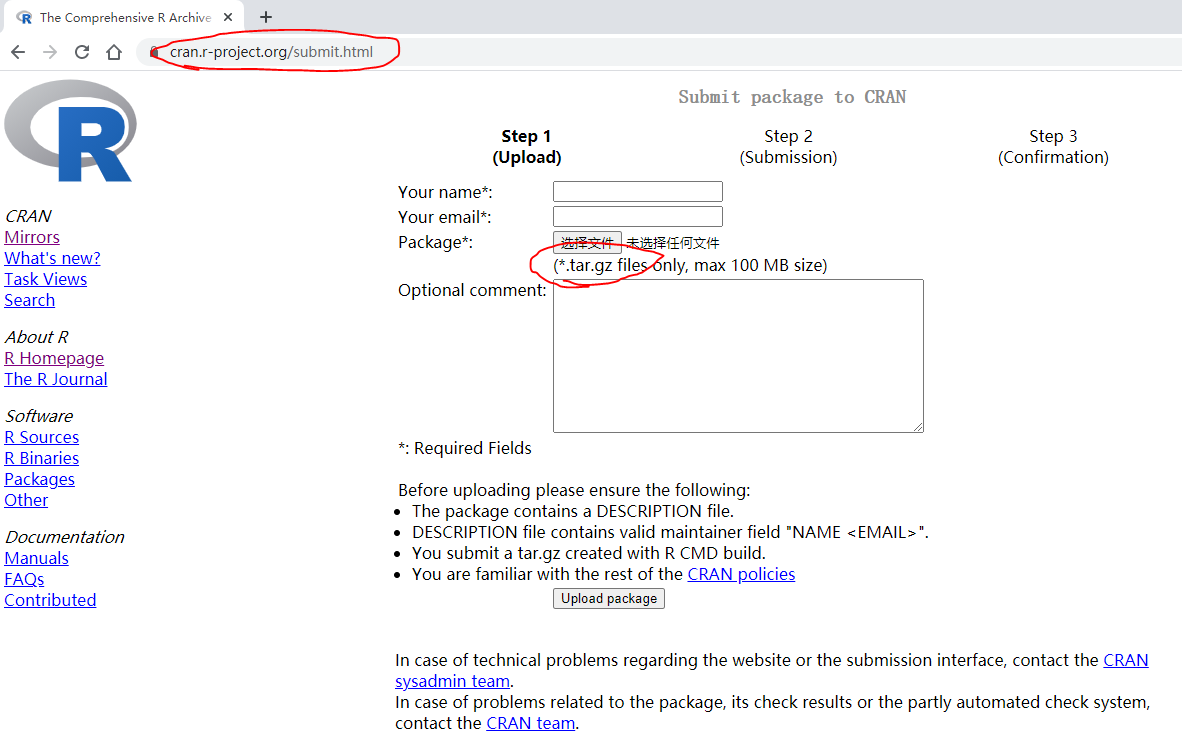 The Comprehensive R Archive
cran.r-project.org/submit.html
R
CRAN
Mirrors
What's new?
Task Views
Search
About R
R Homepage
The R Journal
Software
R Sources
R Binaries
Packages
Other
Documentation
Manuals
FAQs
Contributed
Submit package to CRAN
Step 1 Step 2 Step 3
(Upload) (Submission) (Confirmation)
Your name*:
Your email*:
Package*: 选择文件 未选择任何文件
(*.tar.gz files only, max 100 MB size)
Optional comment:
*: Required Fields
Before uploading please ensure the following:
• The package contains a DESCRIPTION file.
• DESCRIPTION file contains valid maintainer field "NAME <EMAIL>".
• You submit a tar.gz created with R CMD build.
• You are familiar with the rest of the CRAN policies
Upload package
In case of technical problems regarding the website or the submission interface, contact the CRAN
sysadmin team.
In case of problems related to the package, its check results or the partly automated check system,
contact the CRAN team.